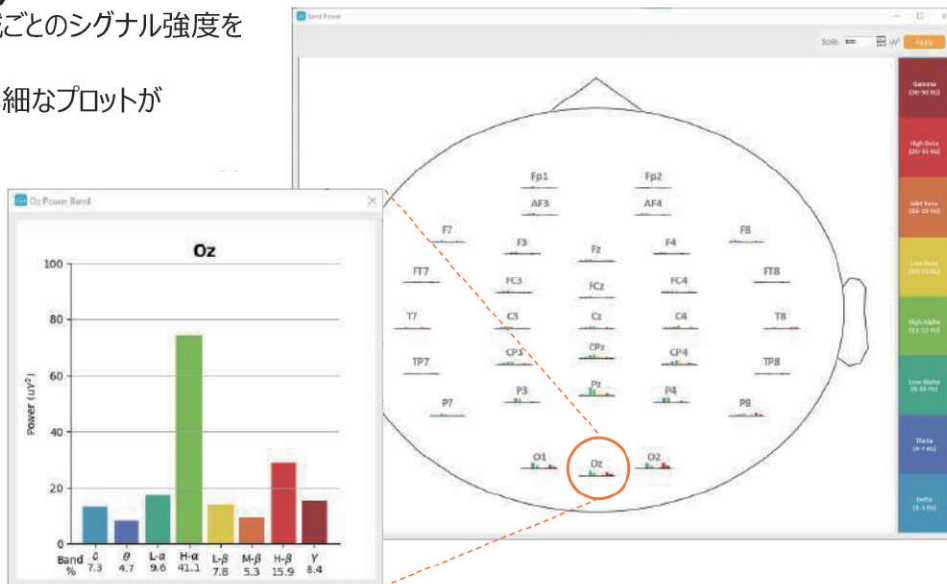 ごとのシグナル強度を
細なプロットが
Band Power
Scale
uV²
Apply
Fp1 Fp2
AF3 AF4
F7 F3 Fz F4 F8
FT7 FC3 FCz FC4 FT8
T7 C3 Cz C4 T8
TP7 CP3 CPz CP4 TP8
P7 P3 Pz P4 P8
O1 Oz O2
Gamma
High Beta
Mid Beta
Low Beta
High Alpha
Low Alpha
Theta
Delta
Oz Power Band
Oz
Power (uV²)
100
80
60
40
20
0
Band δ θ L-α H-α L-β M-β H-β γ
% 7.3 4.7 9.6 41.1 7.8 5.3 15.9 8.4